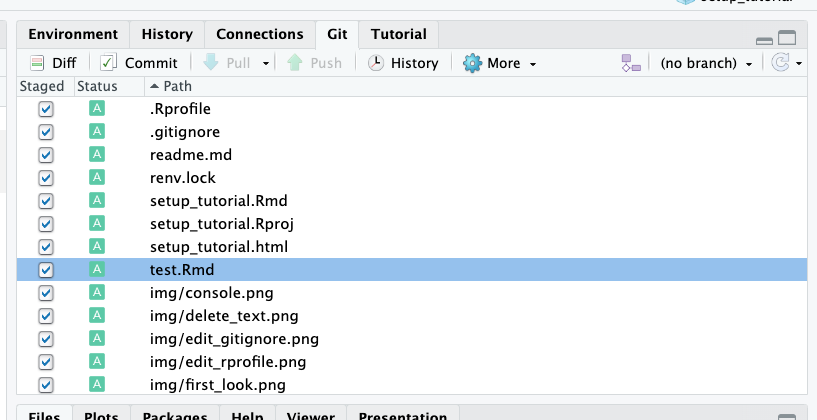 setup_tutorial
Environment History Connections Git Tutorial
Diff Commit Pull Push History More (no branch)
Staged Status Path
A .Rprofile
A .gitignore
A readme.md
A renv.lock
A setup_tutorial.Rmd
A setup_tutorial.Rproj
A setup_tutorial.html
A test.Rmd
A img/console.png
A img/delete_text.png
A img/edit_gitignore.png
A img/edit_rprofile.png
A img/first_look.png
Files Plots Packages Help Viewer Presentation